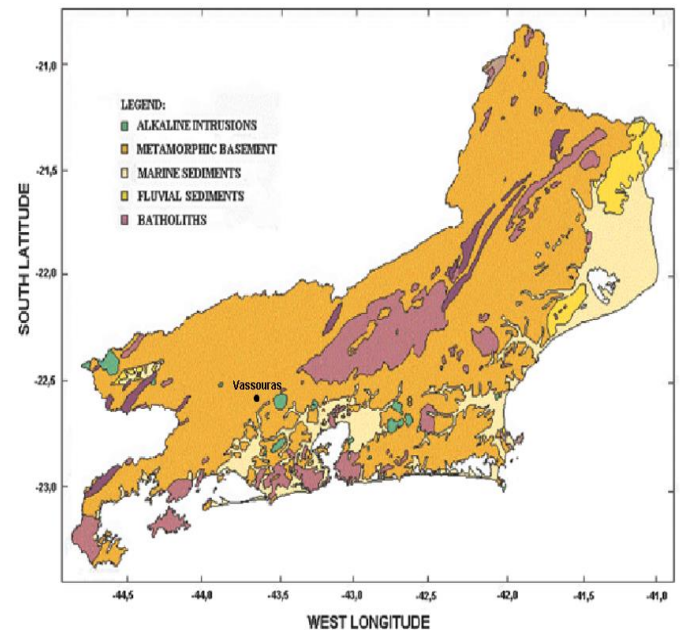 -21,0
LEGEND:
ALKALINE INTRUSIONS
METAMORPHIC BASEMENT
-21,5
MARINE SEDIMENTS
FLUVIAL SEDIMENTS
BATHOLITHS
SOUTH LATITUDE
-22,0
-22,5
Vassouras
-23,0
-44,5 -44,0 -43,5 -43,0 -42,5 -42,0 -41,5 -41,0
WEST LONGITUDE